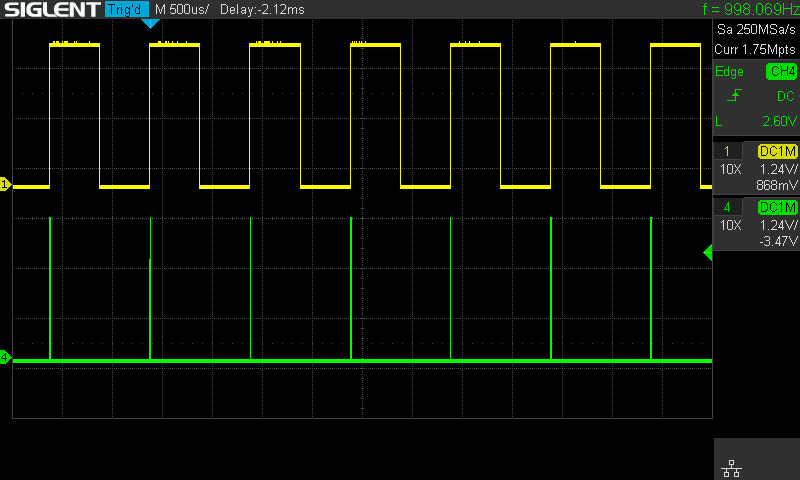 SIGLENT Trig'd M 500us/ Delay:-2.12ms f = 998.069Hz
Sa 250MSa/s
Curr 1.75Mpts
Edge CH4
DC
L 2.60V
1 DC1M
10X 1.24V/
868mV
4 DC1M
10X 1.24V/
-3.47V
1
4